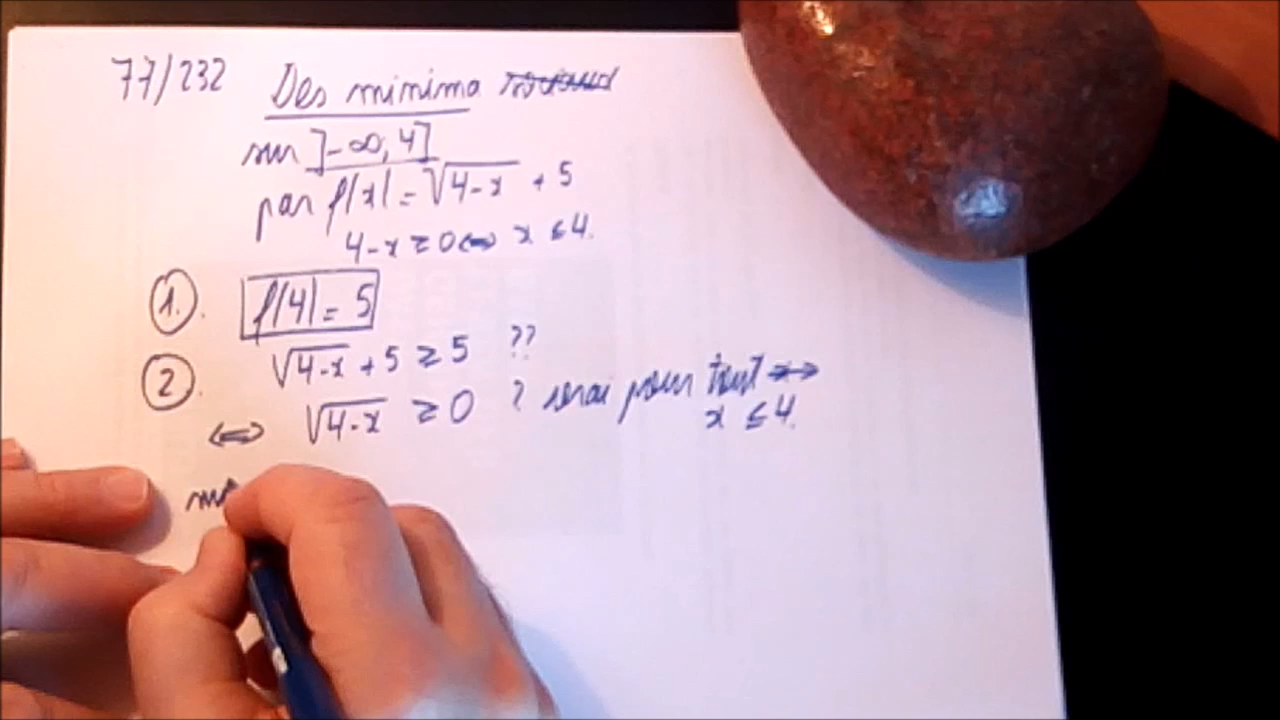 77/232 Des minima
sur ]-∞, 4]
par f(x) = √4-x + 5
4-x ≥ 0 ⇔ x ≤ 4.
1. f(4) = 5
2. √4-x + 5 ≥ 5 ??
⇔ √4-x ≥ 0 ? vrai pour tout
x ≤ 4.